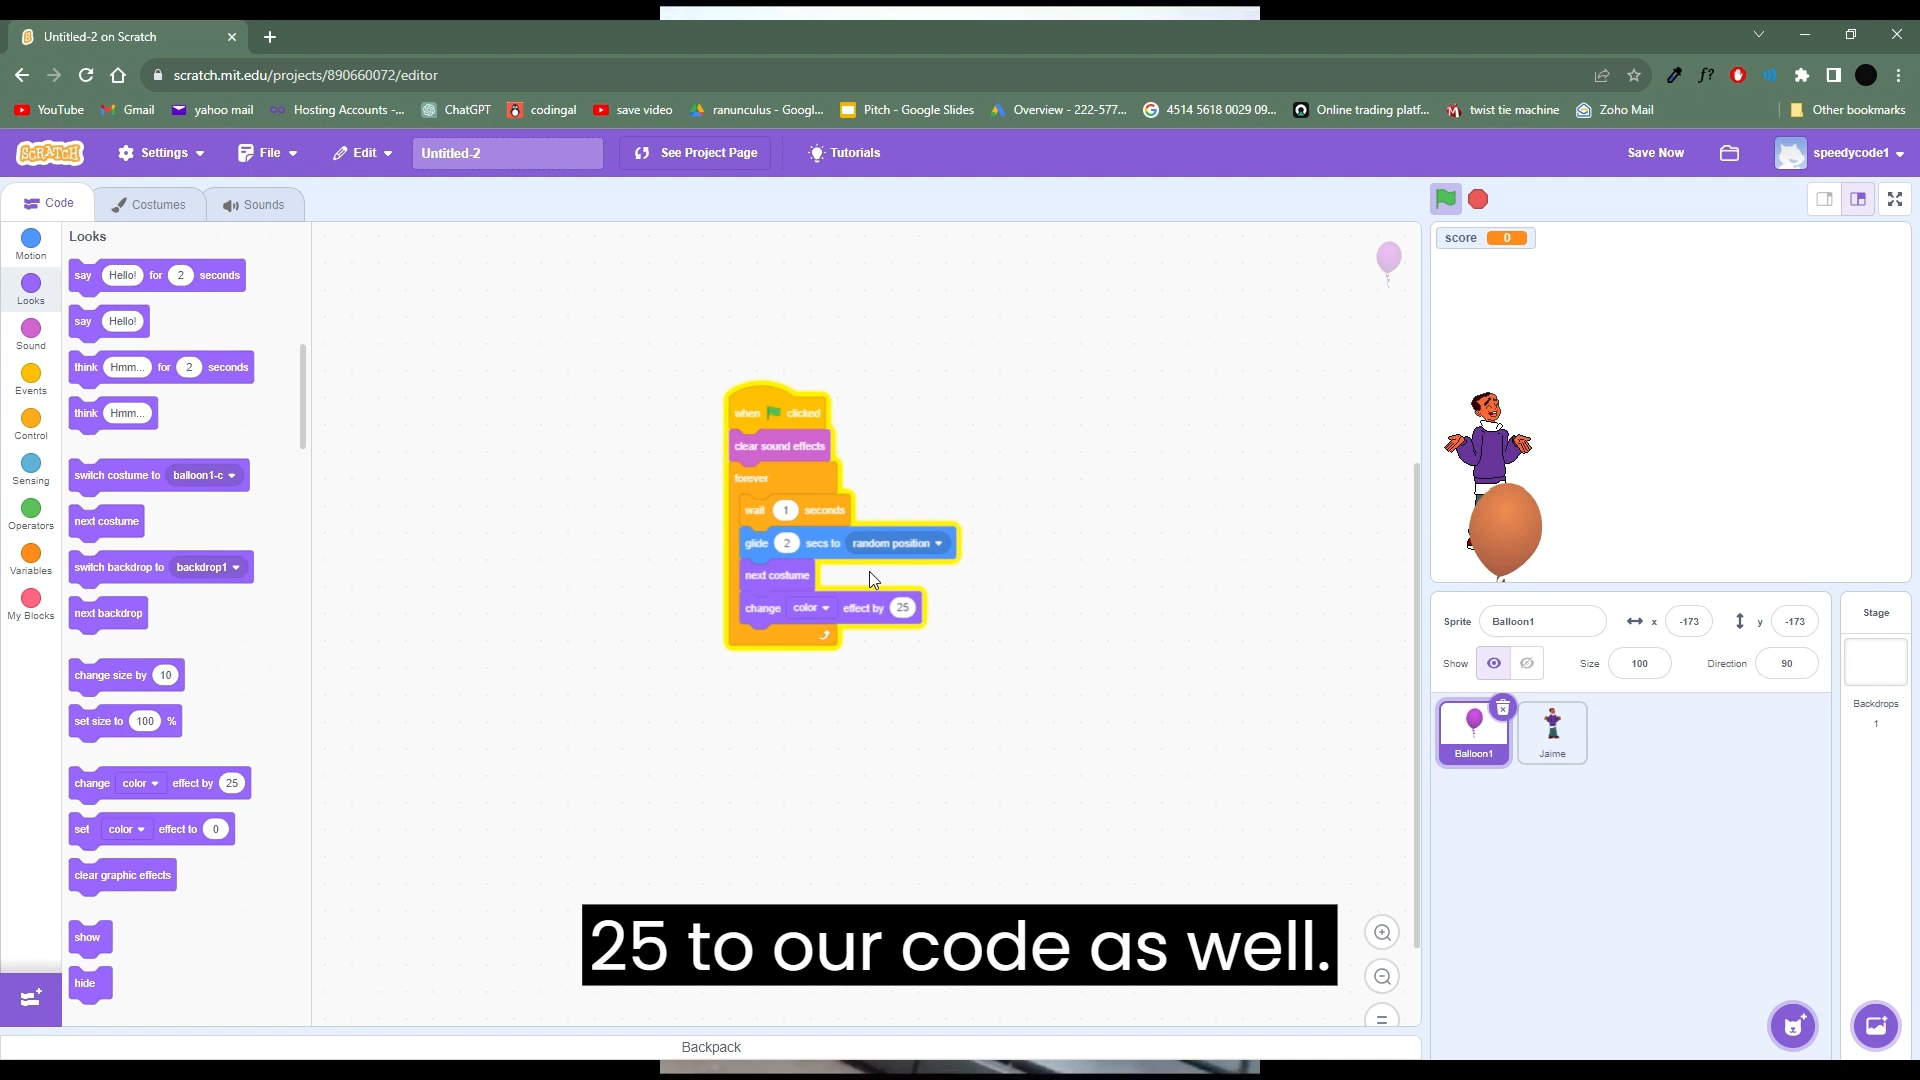 Untitled-2 on Scratch
scratch.mit.edu/projects/890660072/editor
f?
YouTube
Gmail
yahoo mail
Hosting Accounts -...
ChatGPT
codingal
save video
ranunculus - Googl...
Pitch - Google Slides
Overview - 222-577...
4514 5618 0029 09...
Online trading platf...
twist tie machine
Zoho Mail
Other bookmarks
SCRATCH
Settings
File
Edit
Untitled-2
See Project Page
Tutorials
Save Now
speedycode1
Code
Costumes
Sounds
Motion
Looks
Sound
Events
Control
Sensing
Operators
Variables
My Blocks
Looks
say Hello! for 2 seconds
say Hello!
think Hmm... for 2 seconds
think Hmm...
switch costume to balloon1-c
next costume
switch backdrop to backdrop1
next backdrop
change size by 10
set size to 100 %
change color effect by 25
set color effect to 0
clear graphic effects
show
hide
when clicked
clear sound effects
forever
wait 1 seconds
glide 2 secs to random position
next costume
change color effect by 25
25 to our code as well.
Backpack
score 0
Sprite Balloon1 x -173 y -173
Show Size 100 Direction 90
Balloon1
Jaime
Stage
Backdrops
1